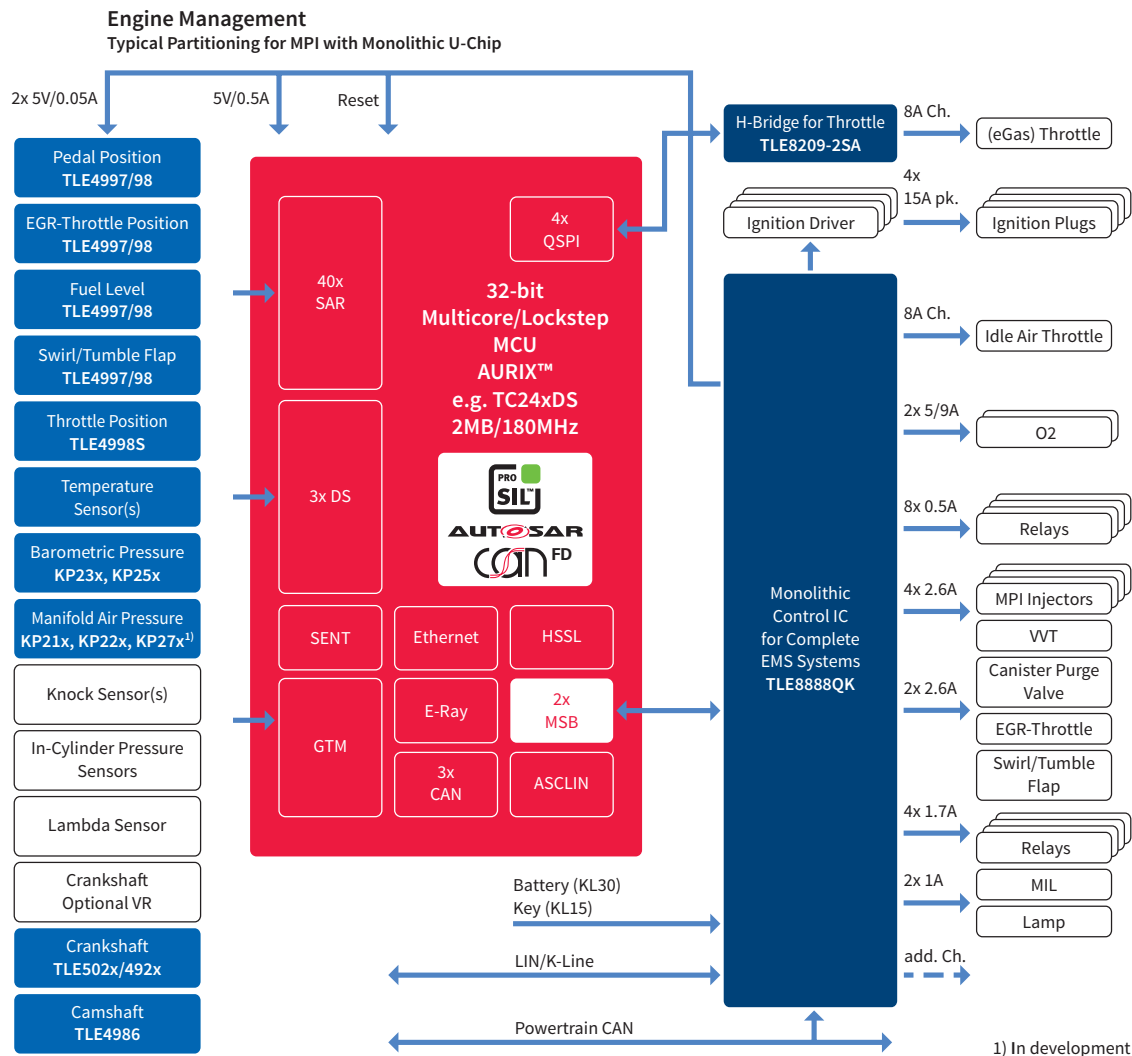 Engine Management
Typical Partitioning for MPI with Monolithic U-Chip
2x 5V/0.05A
5V/0.5A
Reset
Pedal Position
TLE4997/98
EGR-Throttle Position
TLE4997/98
Fuel Level
TLE4997/98
Swirl/Tumble Flap
TLE4997/98
Throttle Position
TLE4998S
Temperature
Sensor(s)
Barometric Pressure
KP23x, KP25x
Manifold Air Pressure
KP21x, KP22x, KP27x1)
Knock Sensor(s)
In-Cylinder Pressure
Sensors
Lambda Sensor
Crankshaft
Optional VR
Crankshaft
TLE502x/492x
Camshaft
TLE4986
40x
SAR
4x
QSPI
32-bit
Multicore/Lockstep
MCU
AURIX™
e.g. TC24xDS
2MB/180MHz
3x DS
PRO
SIL™
AUTOSAR
CAN FD
SENT
Ethernet
HSSL
GTM
E-Ray
2x
MSB
3x
CAN
ASCLIN
Battery (KL30)
Key (KL15)
LIN/K-Line
Powertrain CAN
H-Bridge for Throttle
TLE8209-2SA
Ignition Driver
Monolithic
Control IC
for Complete
EMS Systems
TLE8888QK
8A Ch.
(eGas) Throttle
4x
15A pk.
Ignition Plugs
8A Ch.
Idle Air Throttle
2x 5/9A
O2
8x 0.5A
Relays
4x 2.6A
MPI Injectors
VVT
2x 2.6A
Canister Purge
Valve
EGR-Throttle
Swirl/Tumble
Flap
4x 1.7A
Relays
2x 1A
MIL
Lamp
add. Ch.
1) In development